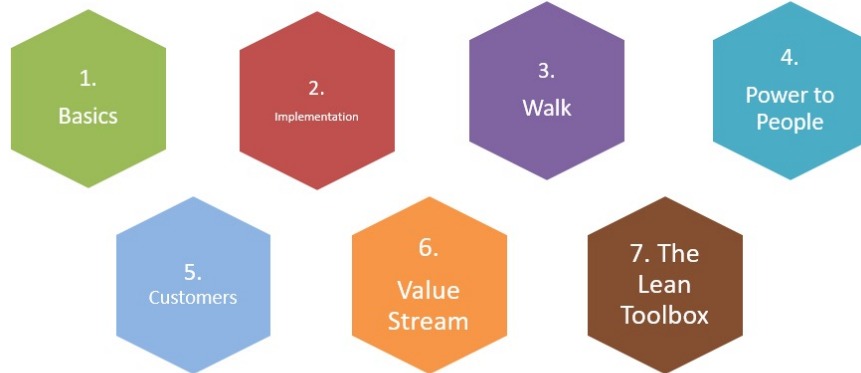 1.
Basics
2.
Implementation
3.
Walk
4.
Power to
People
5.
Customers
6.
Value
Stream
7. The
Lean
Toolbox